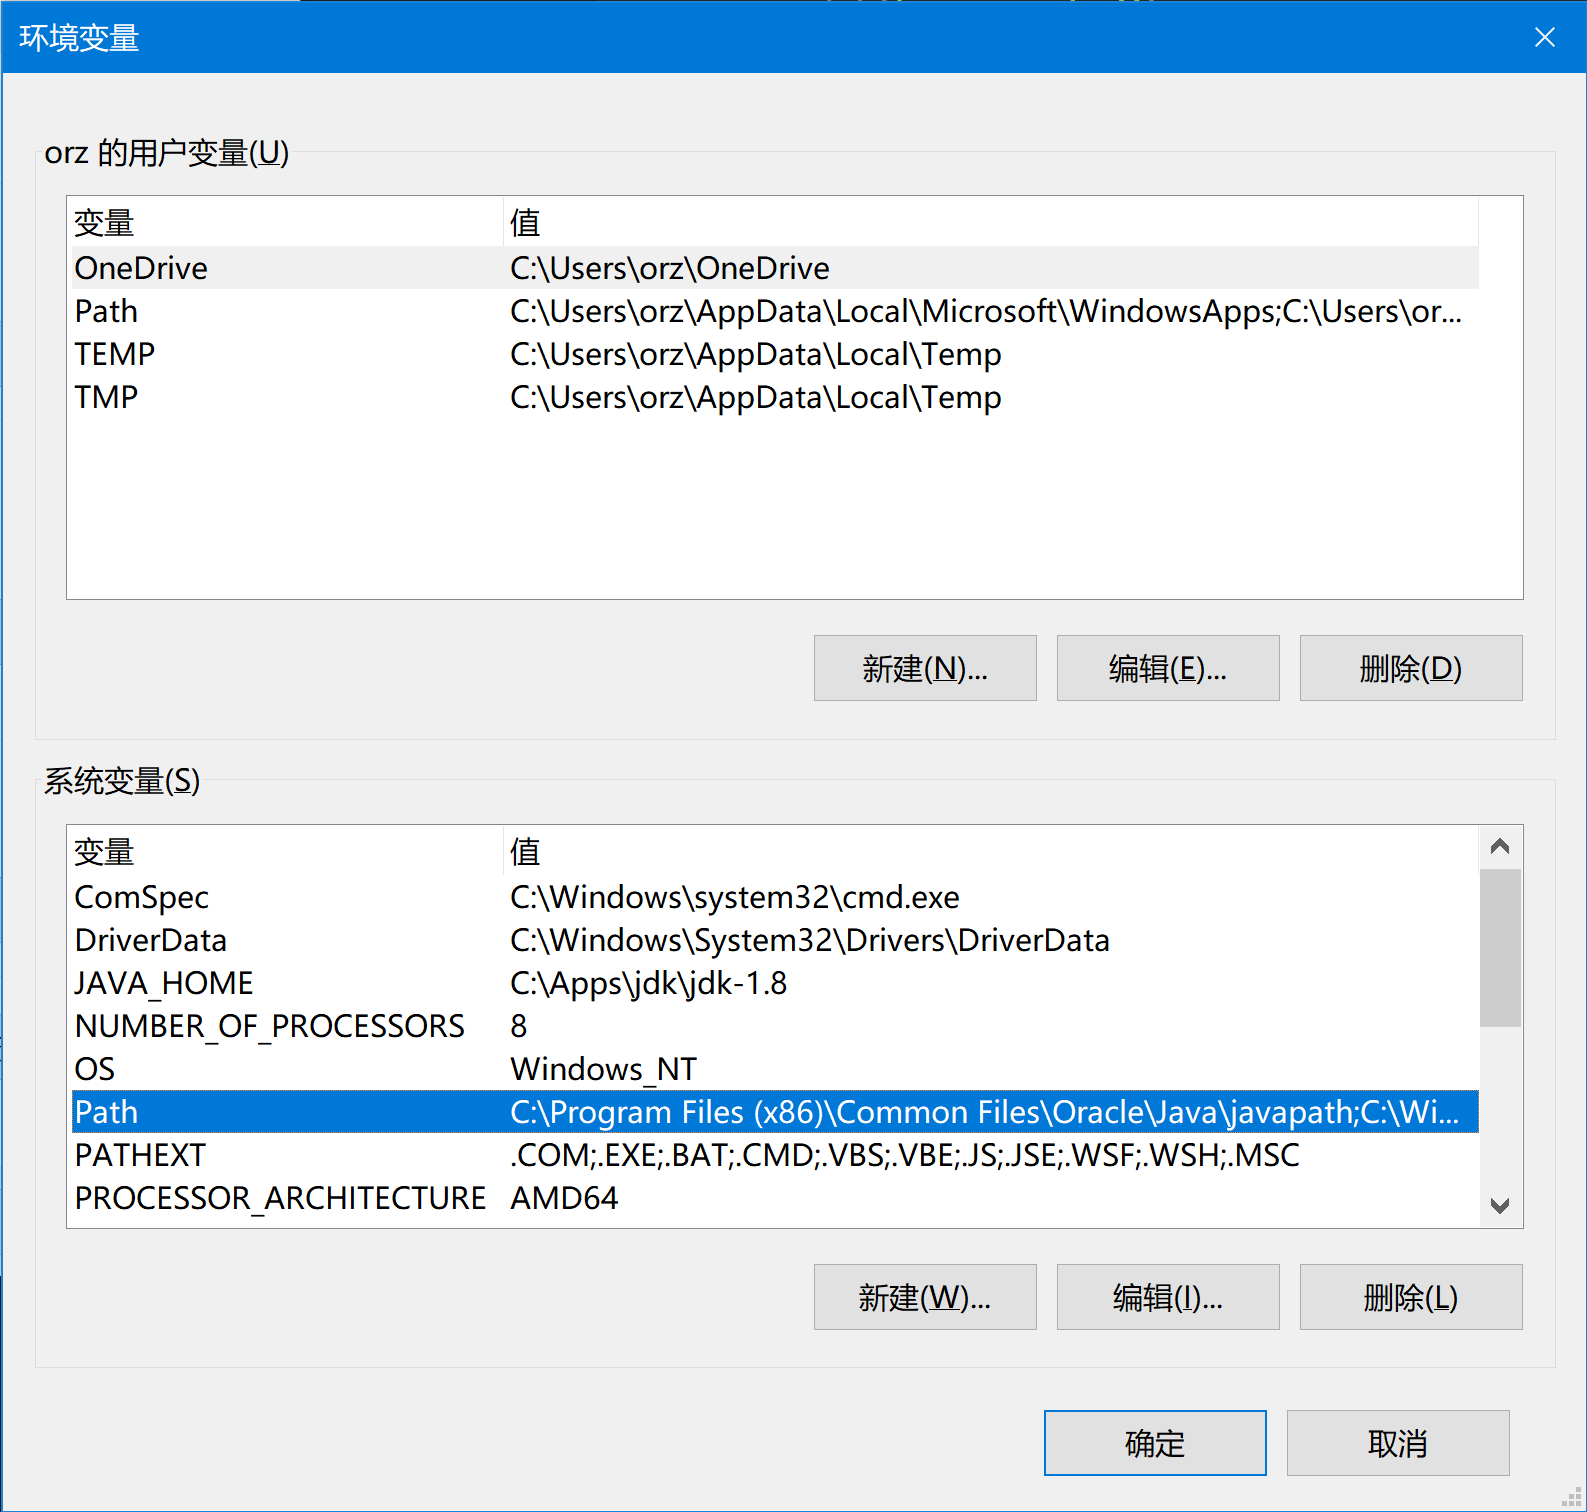 环境变量
orz 的用户变量(U)
变量 值
OneDrive C:\Users\orz\OneDrive
Path C:\Users\orz\AppData\Local\Microsoft\WindowsApps;C:\Users\or...
TEMP C:\Users\orz\AppData\Local\Temp
TMP C:\Users\orz\AppData\Local\Temp
新建(N)... 编辑(E)... 删除(D)
系统变量(S)
变量 值
ComSpec C:\Windows\system32\cmd.exe
DriverData C:\Windows\System32\Drivers\DriverData
JAVA_HOME C:\Apps\jdk\jdk-1.8
NUMBER_OF_PROCESSORS 8
OS Windows_NT
Path C:\Program Files (x86)\Common Files\Oracle\Java\javapath;C:\Wi...
PATHEXT .COM;.EXE;.BAT;.CMD;.VBS;.VBE;.JS;.JSE;.WSF;.WSH;.MSC
PROCESSOR_ARCHITECTURE AMD64
新建(W)... 编辑(I)... 删除(L)
确定 取消